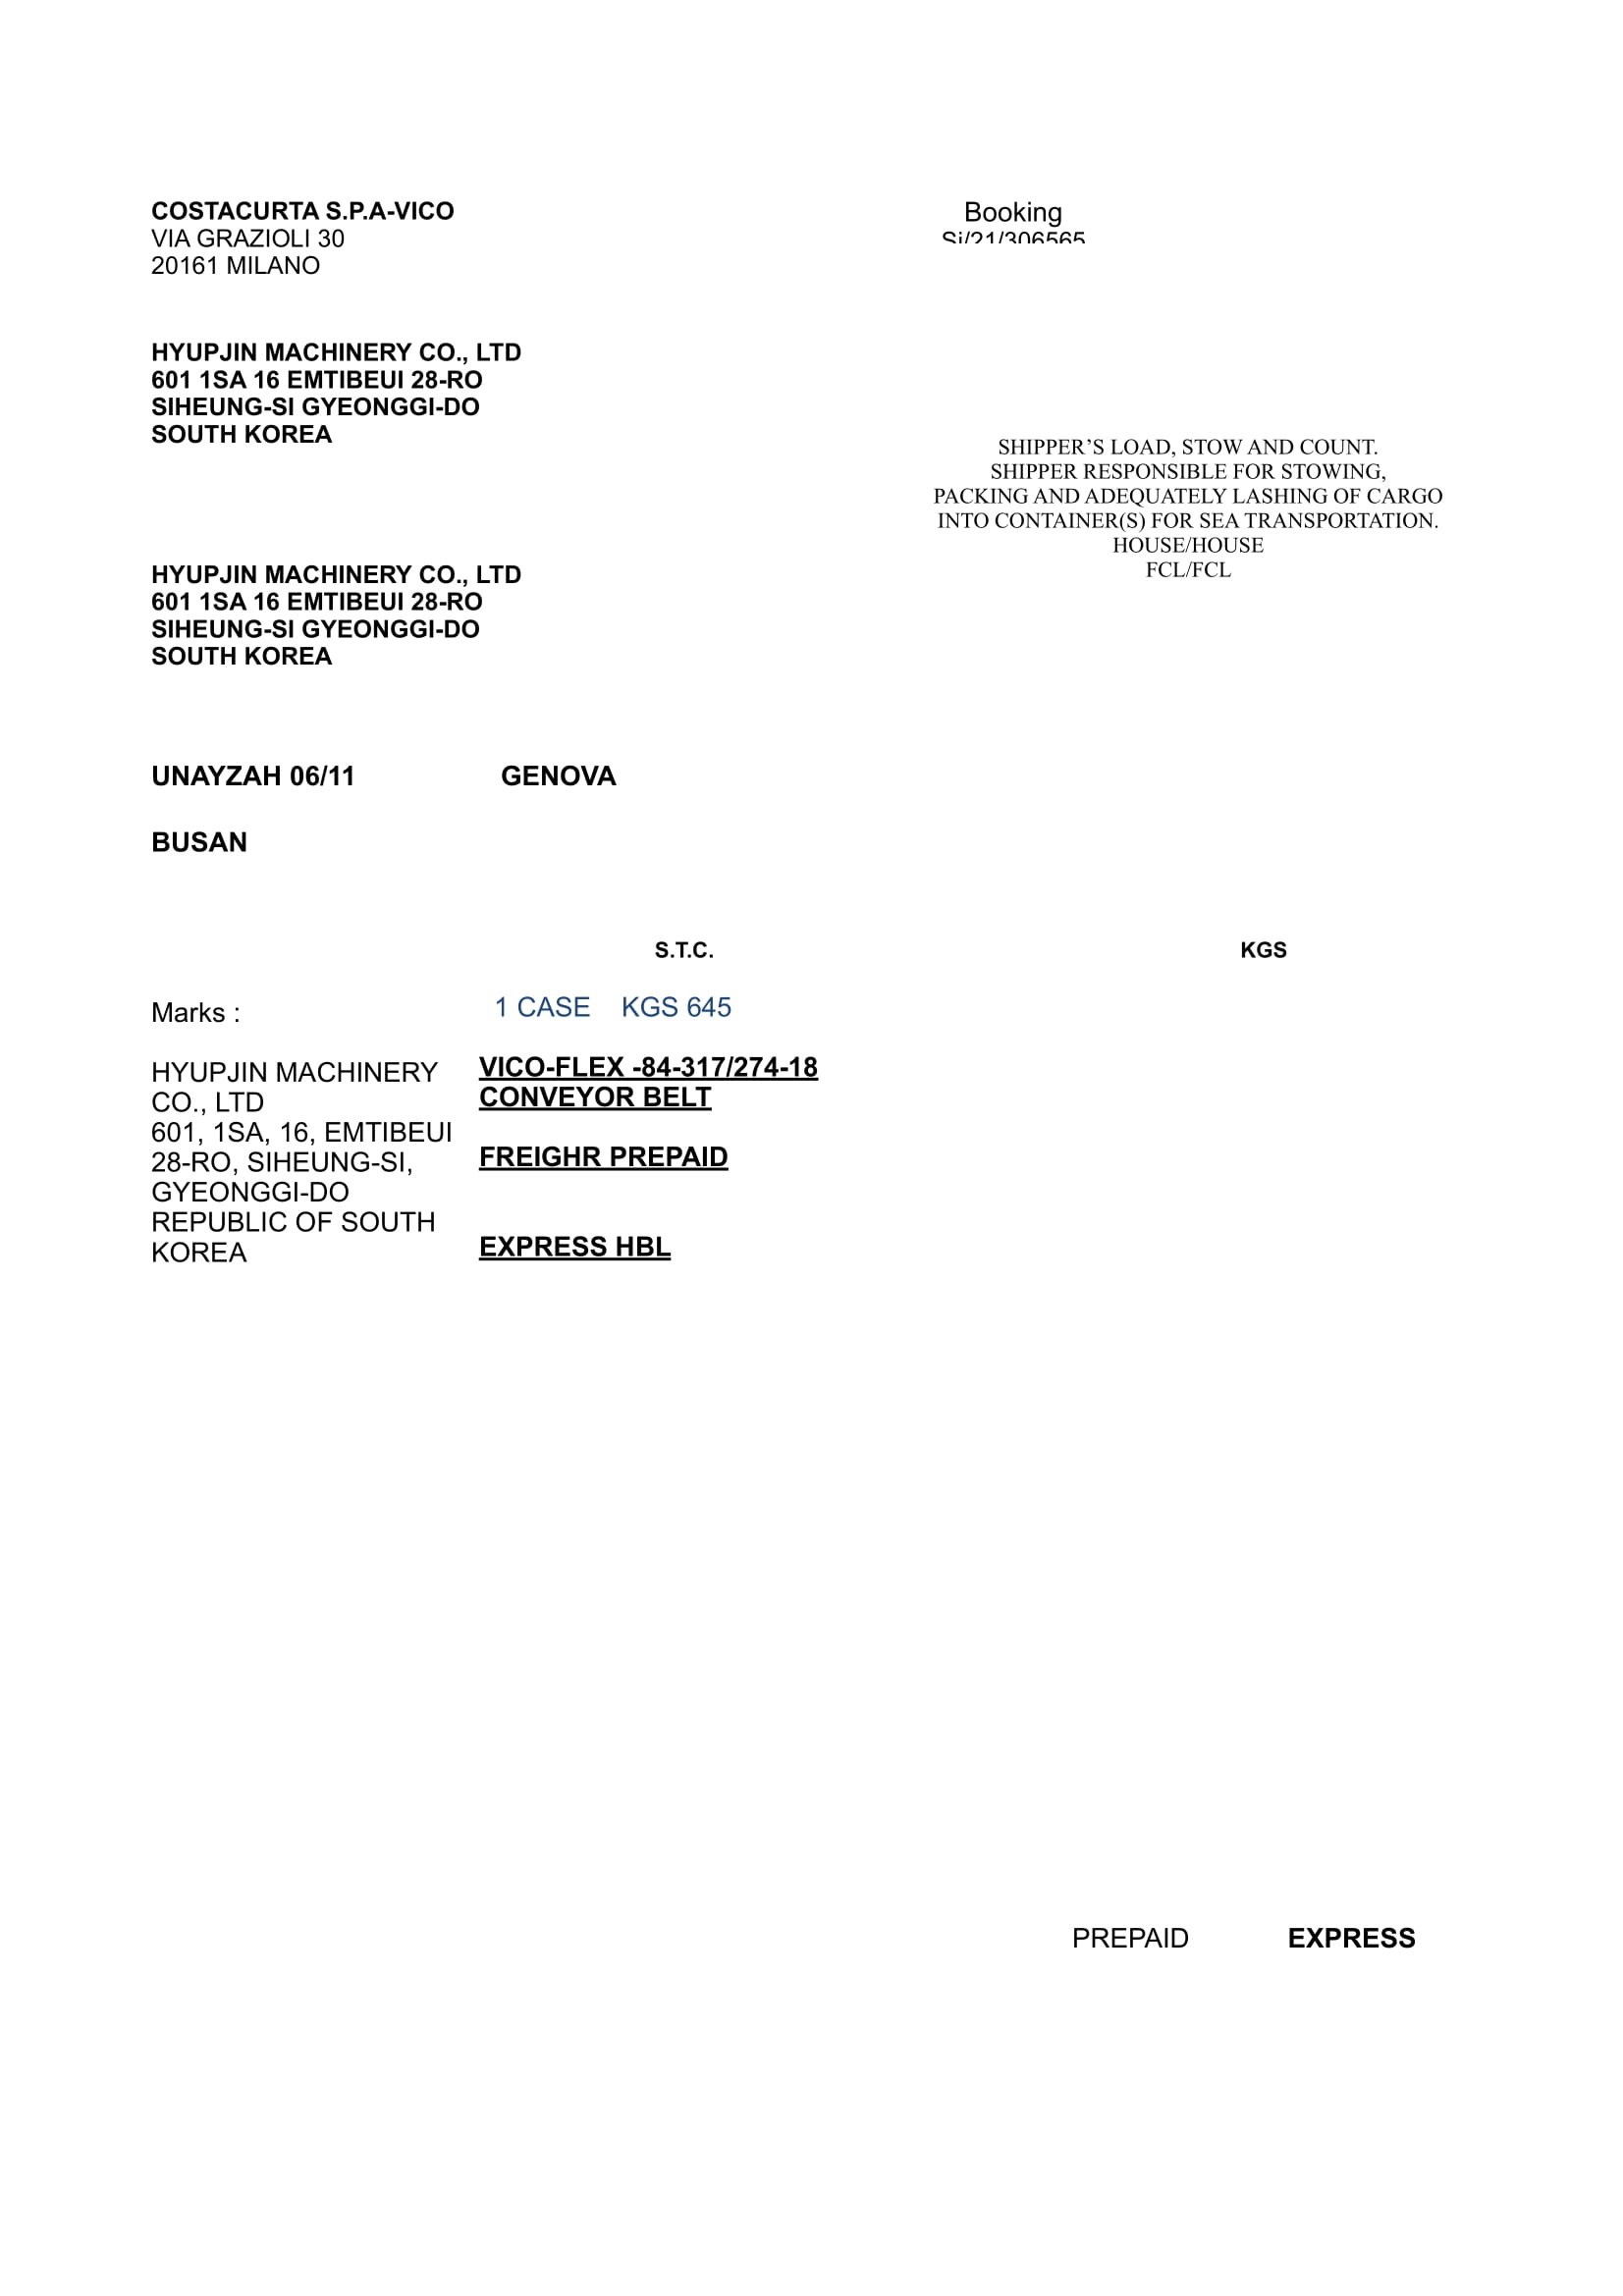 COSTACURTA S.P.A-VICO
VIA GRAZIOLI 30
20161 MILANO
Booking
Si/21/306565
HYUPJIN MACHINERY CO., LTD
601 1SA 16 EMTIBEUI 28-RO
SIHEUNG-SI GYEONGGI-DO
SOUTH KOREA
SHIPPER’S LOAD, STOW AND COUNT.
SHIPPER RESPONSIBLE FOR STOWING,
PACKING AND ADEQUATELY LASHING OF CARGO
INTO CONTAINER(S) FOR SEA TRANSPORTATION.
HOUSE/HOUSE
FCL/FCL
HYUPJIN MACHINERY CO., LTD
601 1SA 16 EMTIBEUI 28-RO
SIHEUNG-SI GYEONGGI-DO
SOUTH KOREA
UNAYZAH 06/11 GENOVA
BUSAN
S.T.C. KGS
Marks :
1 CASE KGS 645
HYUPJIN MACHINERY
CO., LTD
601, 1SA, 16, EMTIBEUI
28-RO, SIHEUNG-SI,
GYEONGGI-DO
REPUBLIC OF SOUTH
KOREA
VICO-FLEX -84-317/274-18
CONVEYOR BELT
FREIGHR PREPAID
EXPRESS HBL
PREPAID EXPRESS